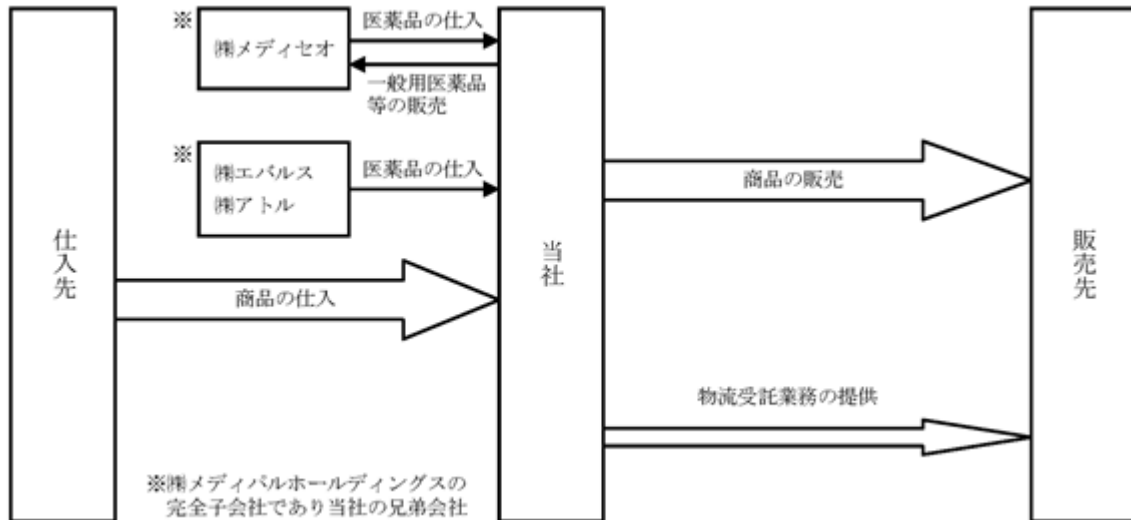 ※
㈱メディセオ
医薬品の仕入
一般用医薬品
等の販売
※
㈱エバルス
㈱アトル
医薬品の仕入
仕入先
商品の仕入
当社
商品の販売
物流受託業務の提供
販売先
※㈱メディパルホールディングスの
完全子会社であり当社の兄弟会社